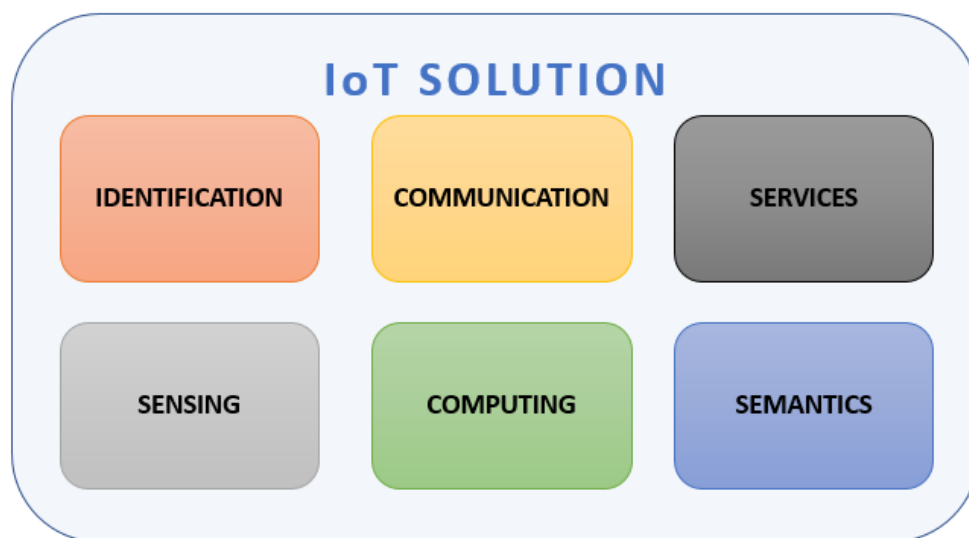 IoT SOLUTION
IDENTIFICATION
COMMUNICATION
SERVICES
SENSING
COMPUTING
SEMANTICS